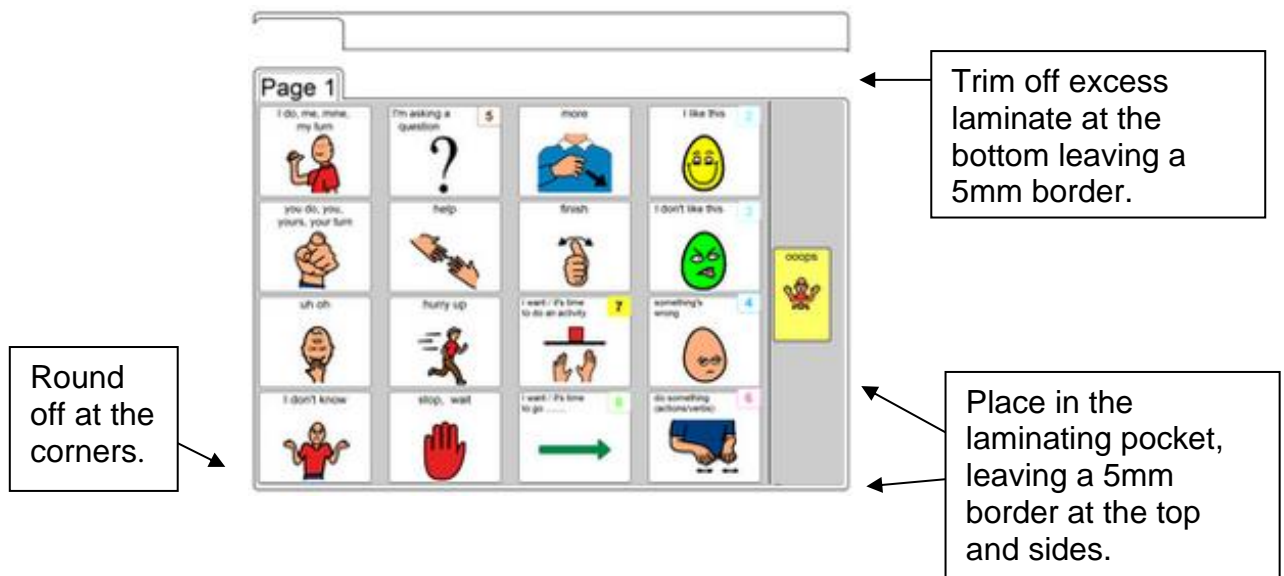 Page 1
I do, me, mine,
my turn
I'm asking a
question
5
more
I like this
2
you do, you,
yours, your turn
help
finish
I don't like this
3
ooops
uh oh
hurry up
i want / it's time
to do an activity
7
something's
wrong
4
I don't know
stop, wait
i want / it's time
to go ........
8
do something
(actions/verbs)
6
Trim off excess
laminate at the
bottom leaving a
5mm border.
Round
off at the
corners.
Place in the
laminating pocket,
leaving a 5mm
border at the top
and sides.